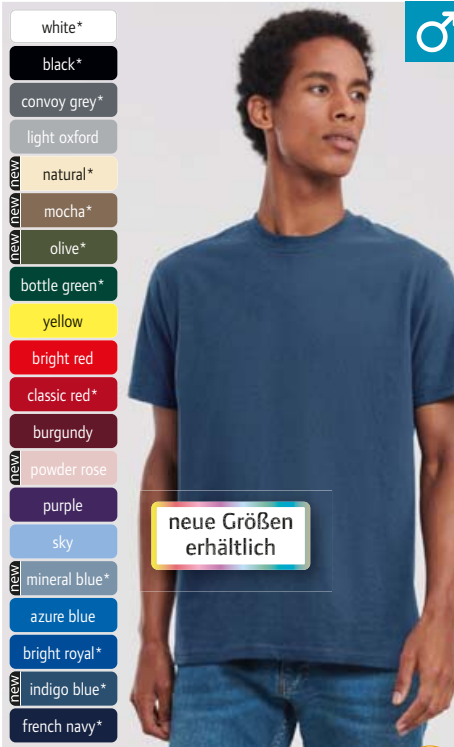 white*
black*
convoy grey*
light oxford
new
natural*
new
mocha*
new
olive*
bottle green*
yellow
bright red
classic red*
burgundy
new
powder rose
purple
sky
new
mineral blue*
azure blue
bright royal*
new
indigo blue*
french navy*
neue Größen
erhältlich